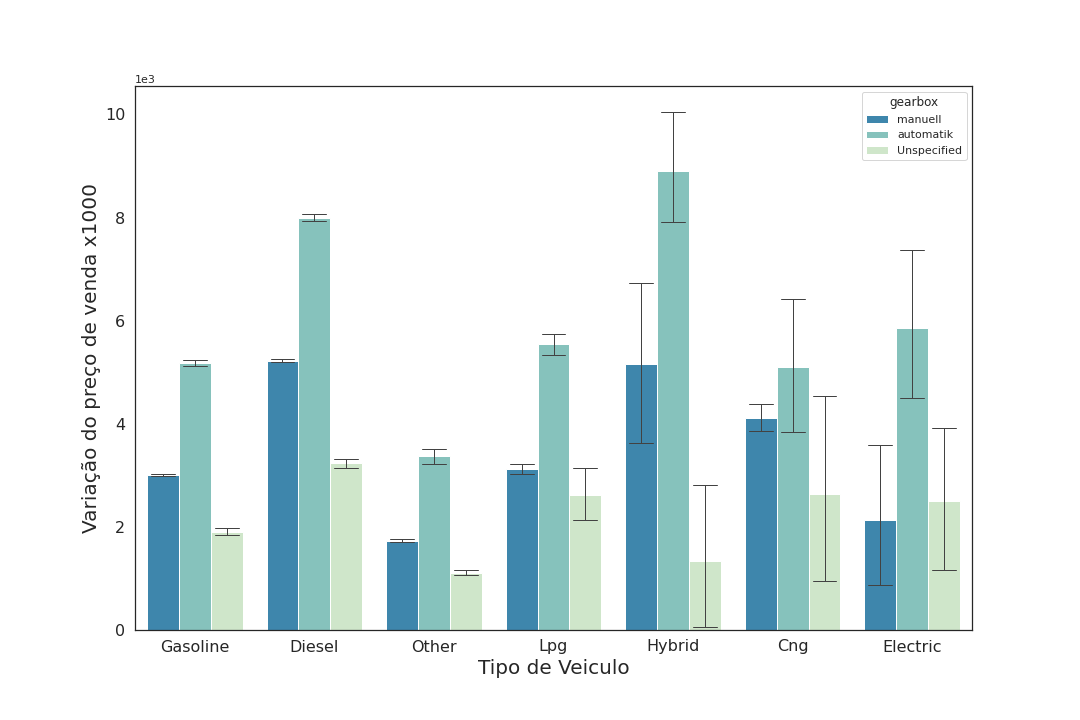 1e3
10
8
6
4
2
0
Variação do preço de venda x1000
gearbox
manuell
automatik
Unspecified
Gasoline Diesel Other Lpg Hybrid Cng Electric
Tipo de Veiculo